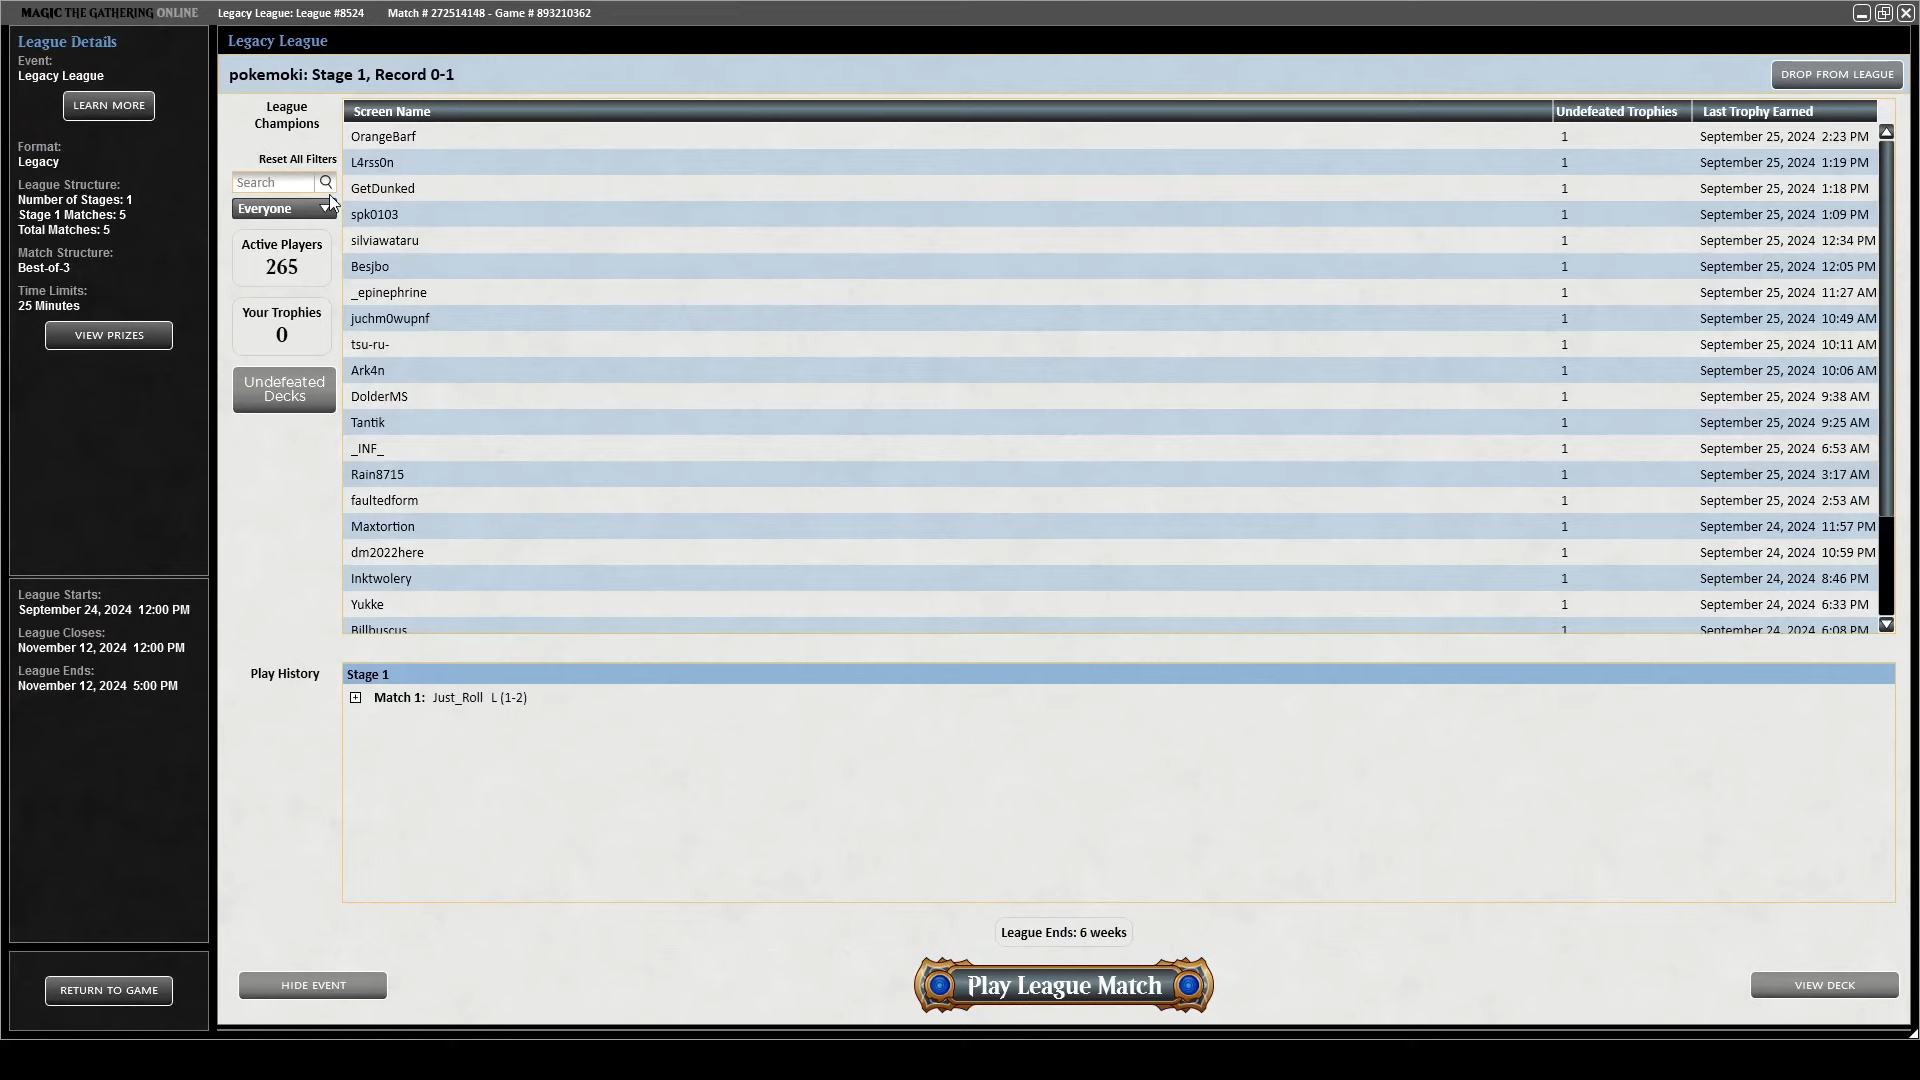 MAGIC THE GATHERING ONLINE
Legacy League: League #8524
Match # 272514148 - Game # 893210362
League Details
Event:
Legacy League
LEARN MORE
Format:
Legacy
League Structure:
Number of Stages: 1
Stage 1 Matches: 5
Total Matches: 5
Match Structure:
Best-of-3
Time Limits:
25 Minutes
VIEW PRIZES
League Starts:
September 24, 2024 12:00 PM
League Closes:
November 12, 2024 12:00 PM
League Ends:
November 12, 2024 5:00 PM
RETURN TO GAME
Legacy League
pokemoki: Stage 1, Record 0-1
DROP FROM LEAGUE
League
Champions
Reset All Filters
Search
Everyone
Active Players
265
Your Trophies
0
Undefeated
Decks
Screen Name Undefeated Trophies Last Trophy Earned
OrangeBarf 1 September 25, 2024 2:23 PM
L4rss0n 1 September 25, 2024 1:19 PM
GetDunked 1 September 25, 2024 1:18 PM
spk0103 1 September 25, 2024 1:09 PM
silviawataru 1 September 25, 2024 12:34 PM
Besjbo 1 September 25, 2024 12:05 PM
_epinephrine 1 September 25, 2024 11:27 AM
juchm0wupnf 1 September 25, 2024 10:49 AM
tsu-ru- 1 September 25, 2024 10:11 AM
Ark4n 1 September 25, 2024 10:06 AM
DolderMS 1 September 25, 2024 9:38 AM
Tantik 1 September 25, 2024 9:25 AM
_INF_ 1 September 25, 2024 6:53 AM
Rain8715 1 September 25, 2024 3:17 AM
faultedform 1 September 25, 2024 2:53 AM
Maxtortion 1 September 24, 2024 11:57 PM
dm2022here 1 September 24, 2024 10:59 PM
Inktwolery 1 September 24, 2024 8:46 PM
Yukke 1 September 24, 2024 6:33 PM
Billbuscus 1 September 24, 2024 6:08 PM
Play History
Stage 1
Match 1: Just_Roll L (1-2)
League Ends: 6 weeks
HIDE EVENT
Play League Match
VIEW DECK